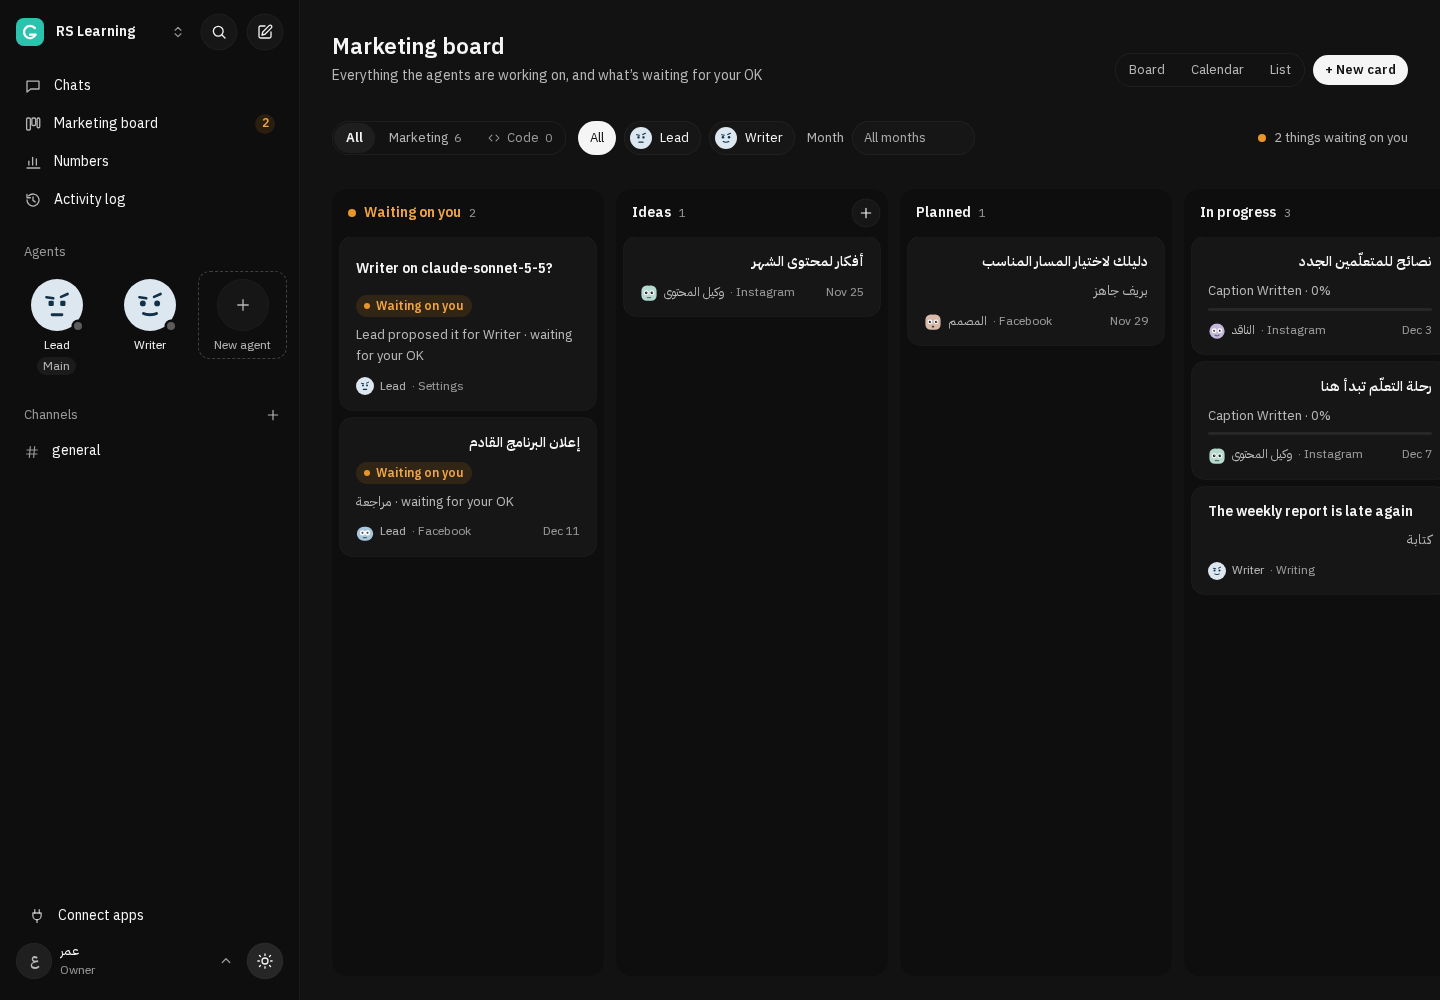 RS Learning
Chats
Marketing board 2
Numbers
Activity log
Agents
Lead
Main
Writer
New agent
Channels
general
Connect apps
ع
عمر
Owner
Marketing board
Everything the agents are working on, and what's waiting for your OK
Board Calendar List + New card
All Marketing 6 Code 0 All Lead Writer Month All months
2 things waiting on you
Waiting on you 2
Writer on claude-sonnet-5-5?
Waiting on you
Lead proposed it for Writer · waiting
for your OK
Lead · Settings
إعلان البرنامج القادم
Waiting on you
مراجعة · waiting for your OK
Lead · Facebook Dec 11
Ideas 1
أفكار لمحتوى الشهر
وكيل المحتوى · Instagram Nov 25
Planned 1
دليلك لاختيار المسار المناسب
بريف جاهز
المصمم · Facebook Nov 29
In progress 3
نصائح للمتعلّمين الجدد
Caption Written · 0%
الناقد · Instagram Dec 3
رحلة التعلّم تبدأ هنا
Caption Written · 0%
وكيل المحتوى · Instagram Dec 7
The weekly report is late again
كتابة
Writer · Writing